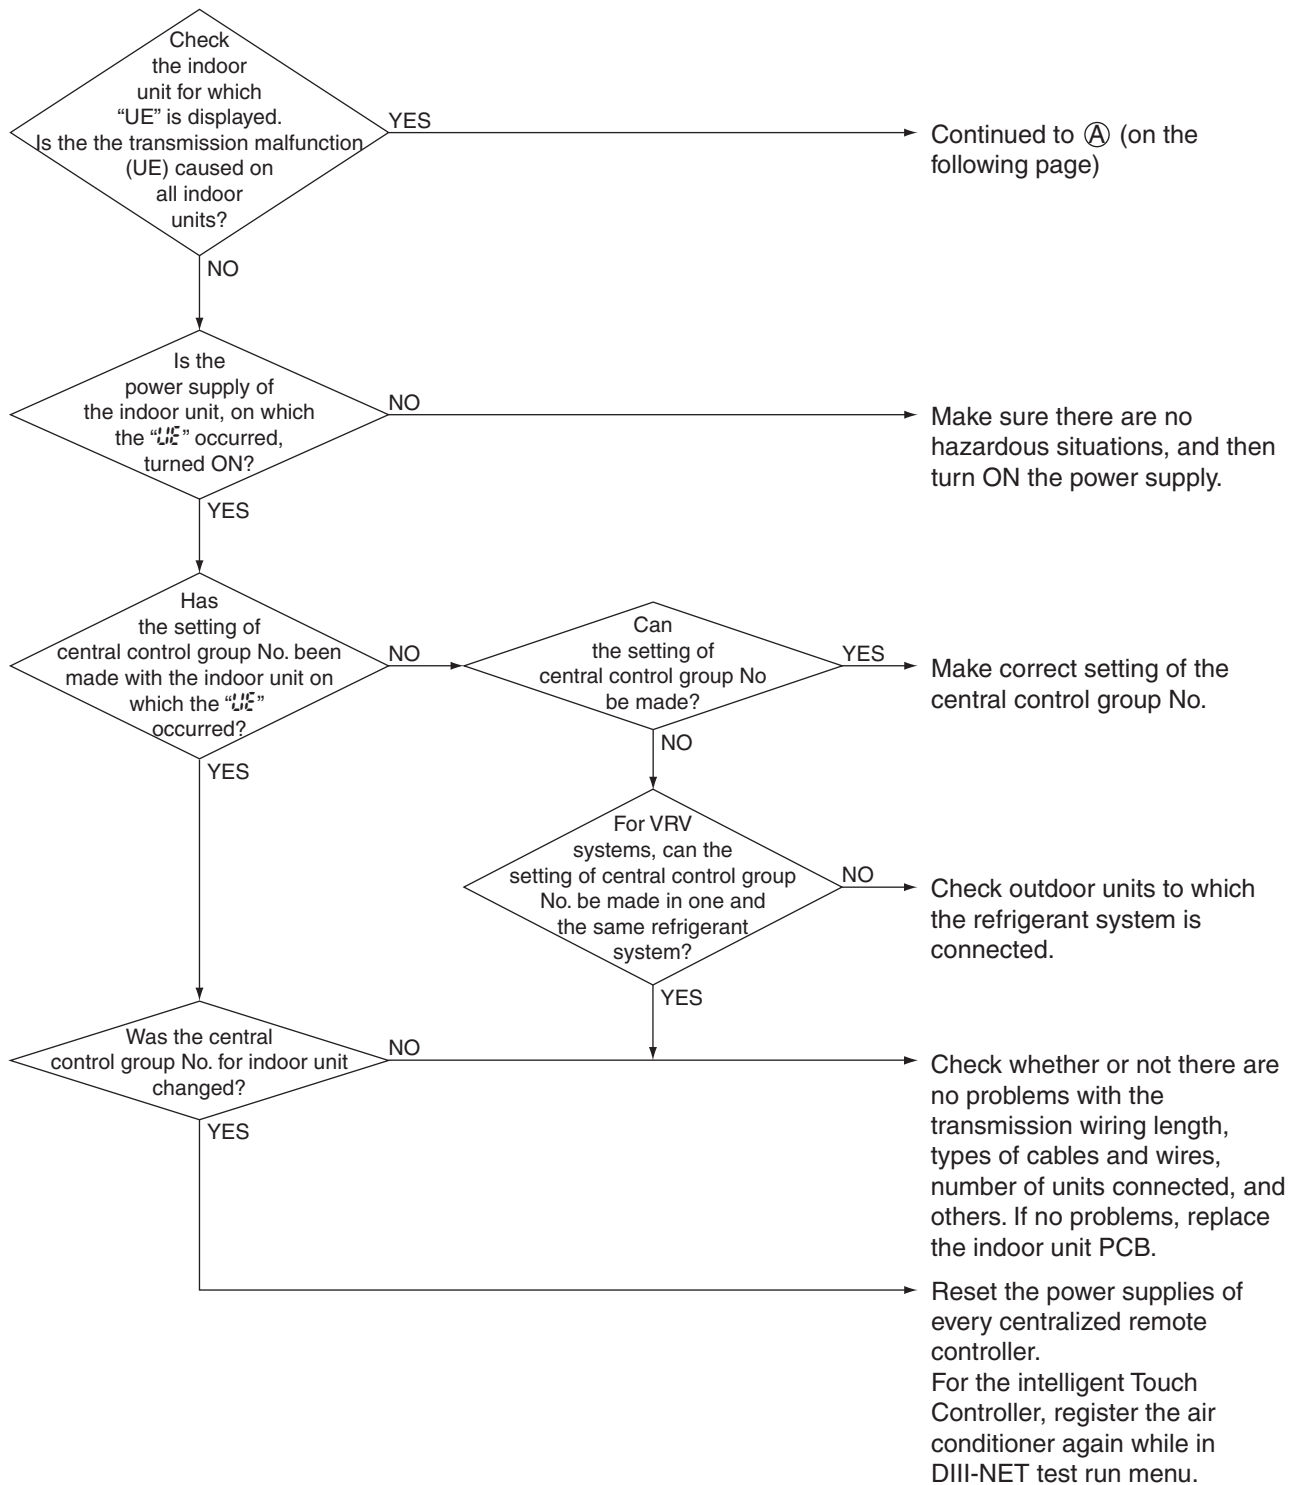 Check
the indoor
unit for which
“UE” is displayed.
Is the the transmission malfunction
(UE) caused on
all indoor
units?
YES
Continued to Ⓐ (on the
following page)
NO
Is the
power supply of
the indoor unit, on which
the “UE” occurred,
turned ON?
NO
Make sure there are no
hazardous situations, and then
turn ON the power supply.
YES
Has
the setting of
central control group No. been
made with the indoor unit on
which the “UE”
occurred?
NO
Can
the setting of
central control group No
be made?
YES
Make correct setting of the
central control group No.
NO
YES
For VRV
systems, can the
setting of central control group
No. be made in one and
the same refrigerant
system?
NO
Check outdoor units to which
the refrigerant system is
connected.
YES
Was the central
control group No. for indoor unit
changed?
NO
Check whether or not there are
no problems with the
transmission wiring length,
types of cables and wires,
number of units connected, and
others. If no problems, replace
the indoor unit PCB.
YES
Reset the power supplies of
every centralized remote
controller.
For the intelligent Touch
Controller, register the air
conditioner again while in
DIII-NET test run menu.